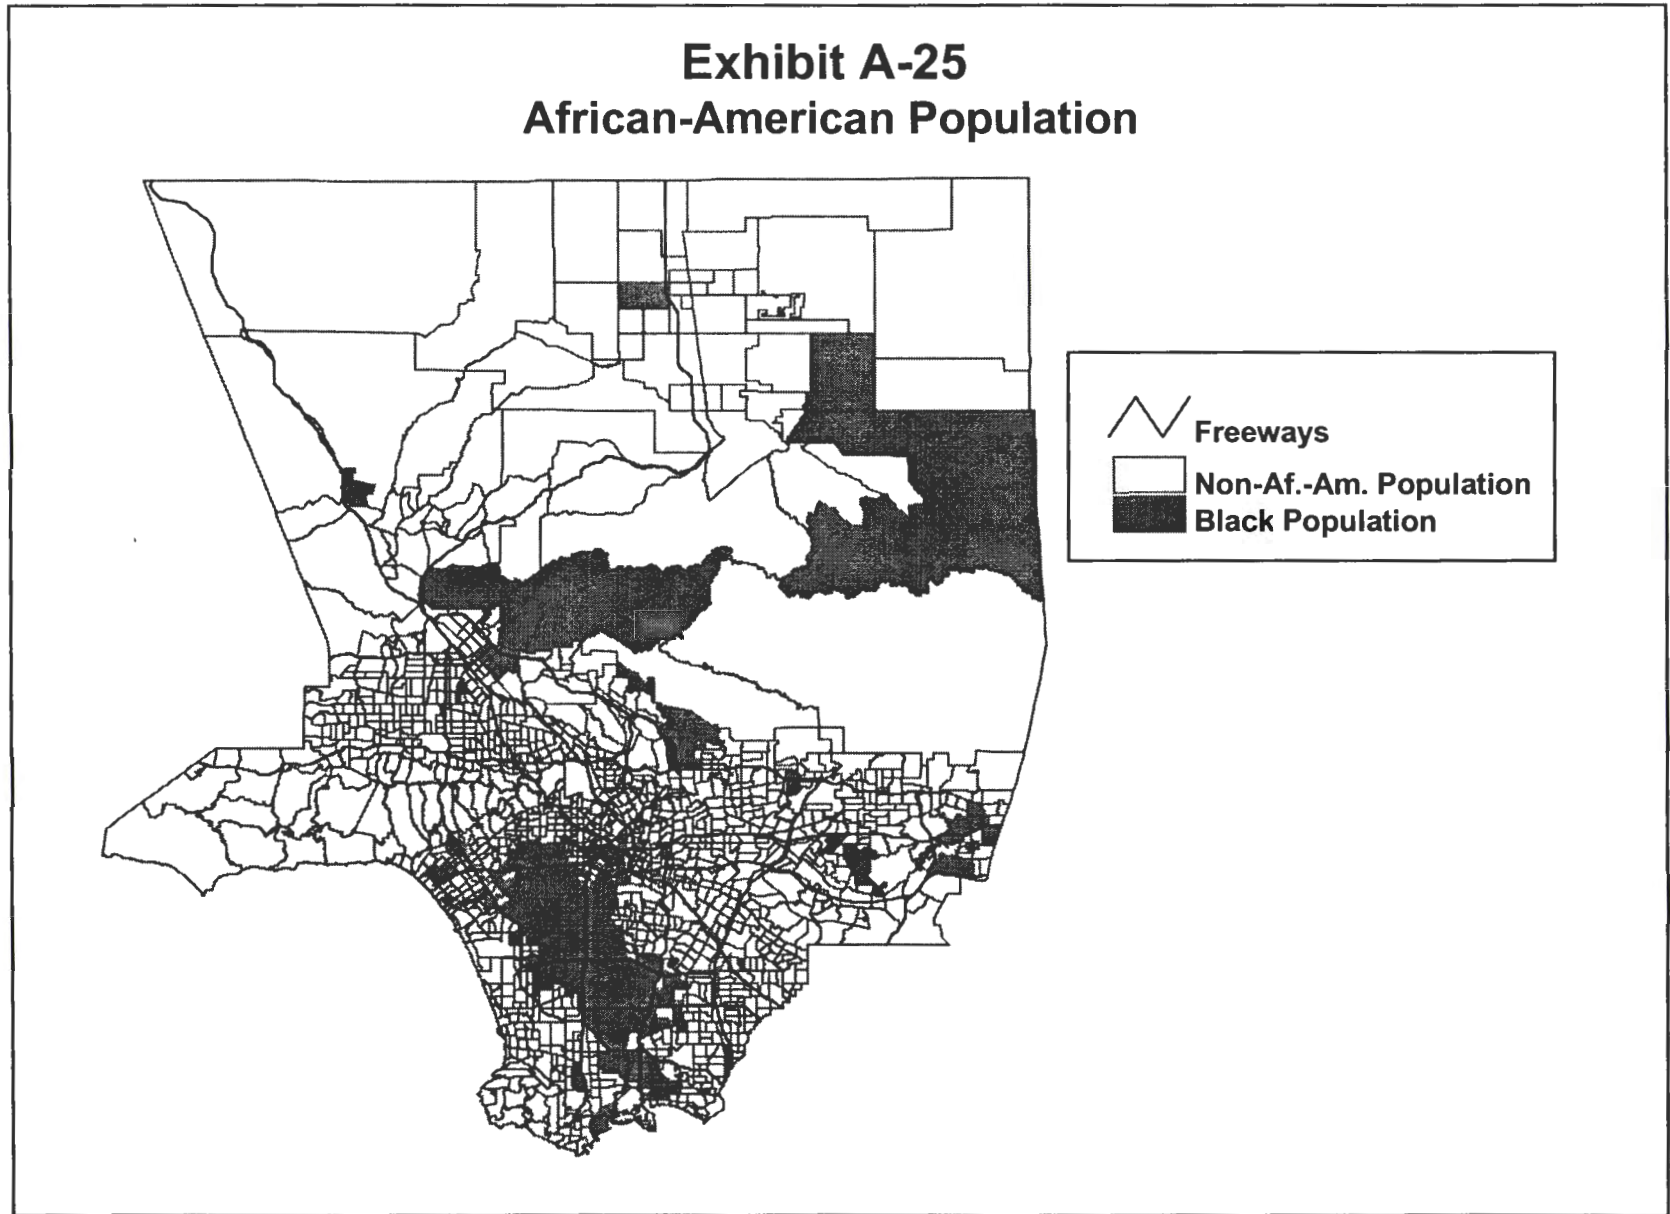 Exhibit A-25
African-American Population
Freeways
Non-Af.-Am. Population
Black Population